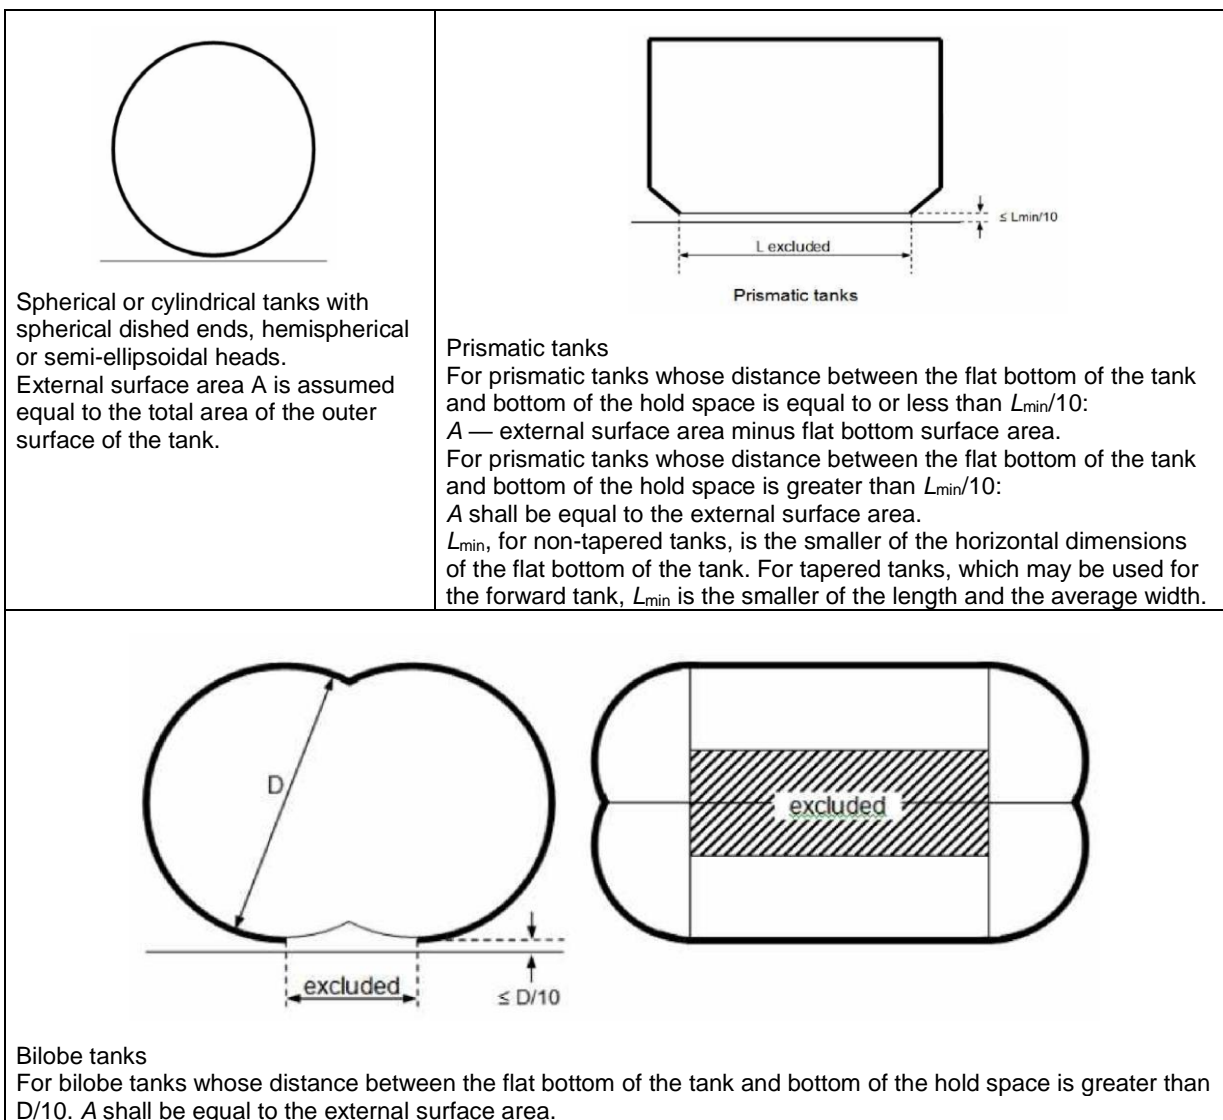 Spherical or cylindrical tanks with
spherical dished ends, hemispherical
or semi-ellipsoidal heads.
External surface area A is assumed
equal to the total area of the outer
surface of the tank.
≤ Lmin/10
L excluded
Prismatic tanks
Prismatic tanks
For prismatic tanks whose distance between the flat bottom of the tank
and bottom of the hold space is equal to or less than Lmin/10:
A — external surface area minus flat bottom surface area.
For prismatic tanks whose distance between the flat bottom of the tank
and bottom of the hold space is greater than Lmin/10:
A shall be equal to the external surface area.
Lmin, for non-tapered tanks, is the smaller of the horizontal dimensions
of the flat bottom of the tank. For tapered tanks, which may be used for
the forward tank, Lmin is the smaller of the length and the average width.
D
excluded
≤ D/10
excluded
Bilobe tanks
For bilobe tanks whose distance between the flat bottom of the tank and bottom of the hold space is greater than
D/10, A shall be equal to the external surface area.